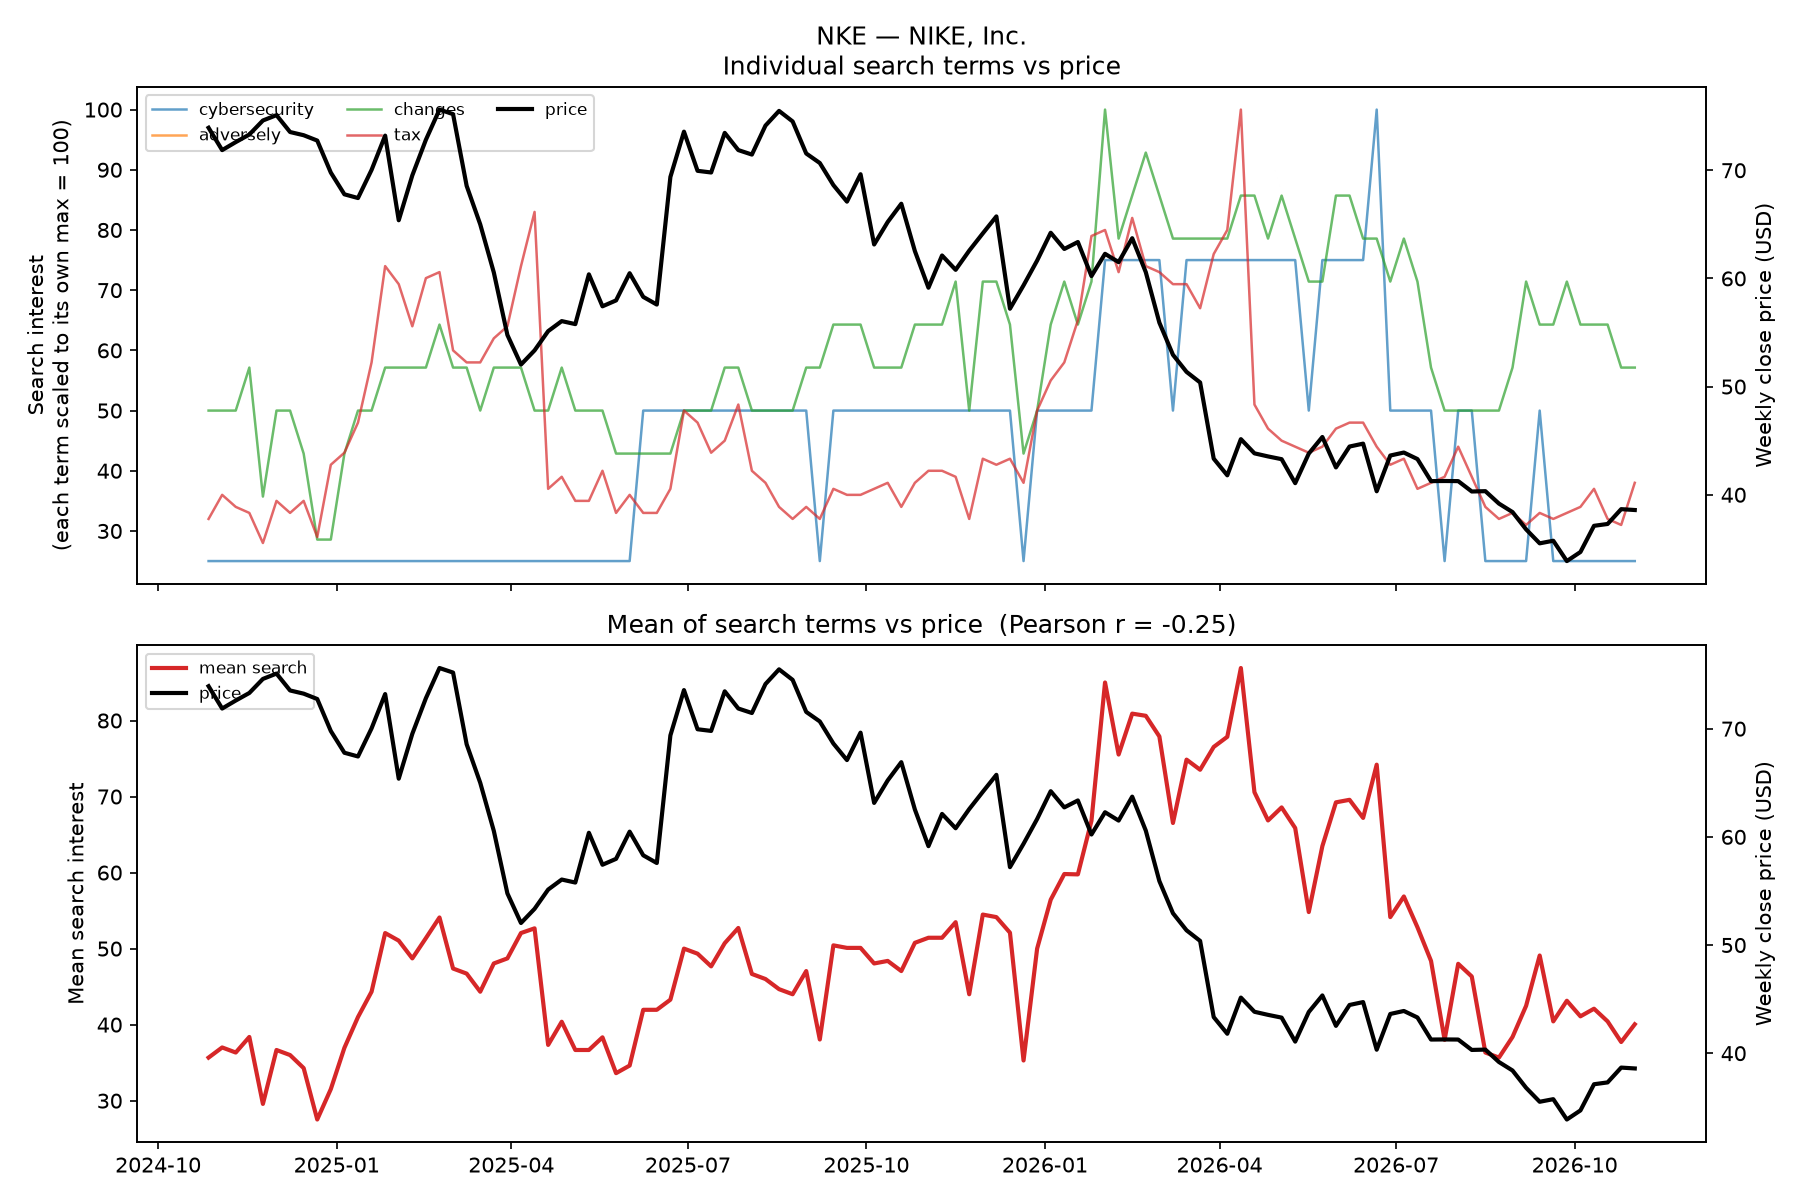 NKE — NIKE, Inc.
Individual search terms vs price
cybersecurity
adversely
changes
tax
price
100
90
80
70
60
50
40
30
Search interest
(each term scaled to its own max = 100)
70
60
50
40
Weekly close price (USD)
Mean of search terms vs price (Pearson r = -0.25)
mean search
price
80
70
60
50
40
30
Mean search interest
70
60
50
40
Weekly close price (USD)
2024-10
2025-01
2025-04
2025-07
2025-10
2026-01
2026-04
2026-07
2026-10